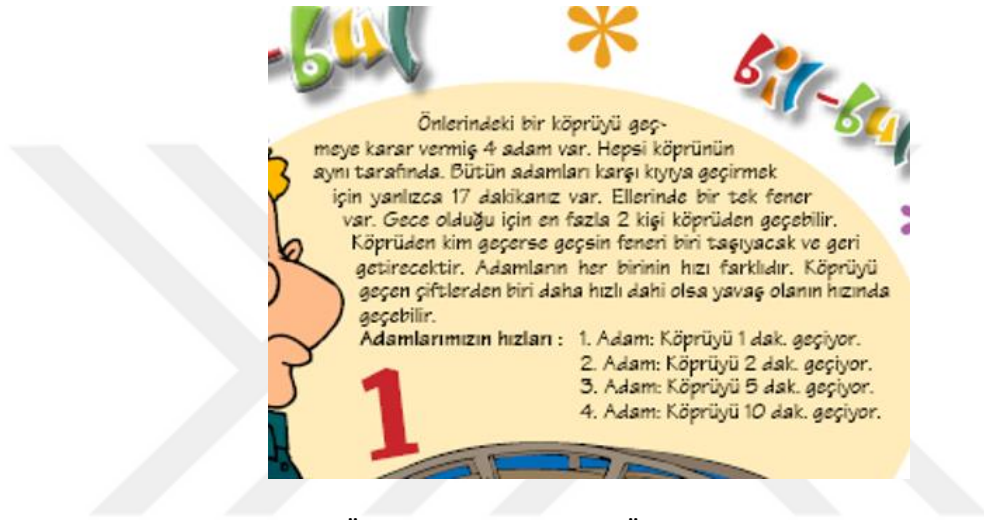 bil-bul
Önlerindeki bir köprüyü geç-
meye karar vermiş 4 adam var. Hepsi köprünün
aynı tarafında. Bütün adamları karşı kıyıya geçirmek
için yanlızca 17 dakikanız var. Ellerinde bir tek fener
var. Gece olduğu için en fazla 2 kişi köprüden geçebilir.
Köprüden kim geçerse geçsin feneri biri taşıyacak ve geri
getirecektir. Adamların her birinin hızı farklıdır. Köprüyü
geçen çiftlerden biri daha hızlı dahi olsa yavaş olanın hızında
geçebilir.
Adamlarımızın hızları : 1. Adam: Köprüyü 1 dak. geçiyor.
2. Adam: Köprüyü 2 dak. geçiyor.
3. Adam: Köprüyü 5 dak. geçiyor.
4. Adam: Köprüyü 10 dak. geçiyor.
1